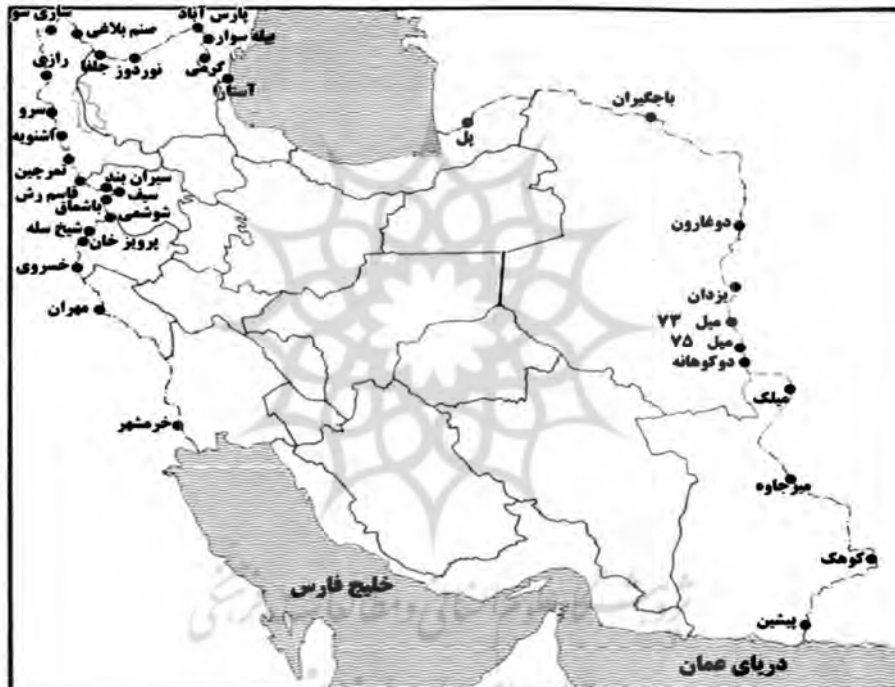 پارس آباد
ساری سو
صنم بلاغی
بیله سوار
رازی
جلفا
نوردوز
گرمی
آستارا
باجگیران
پل
سرو
اشنویه
تمرچین
سیران بند
قاسم رش
سیف
باشماق
شوشمی
شیخ سله
پرویز خان
دوغارون
خسروی
یزدان
مهران
میل ۷۳
میل ۷۵
دوکوهانه
میلک
خرمشهر
میرجاوه
کوهک
خلیج فارس
پیشین
دریای عمان